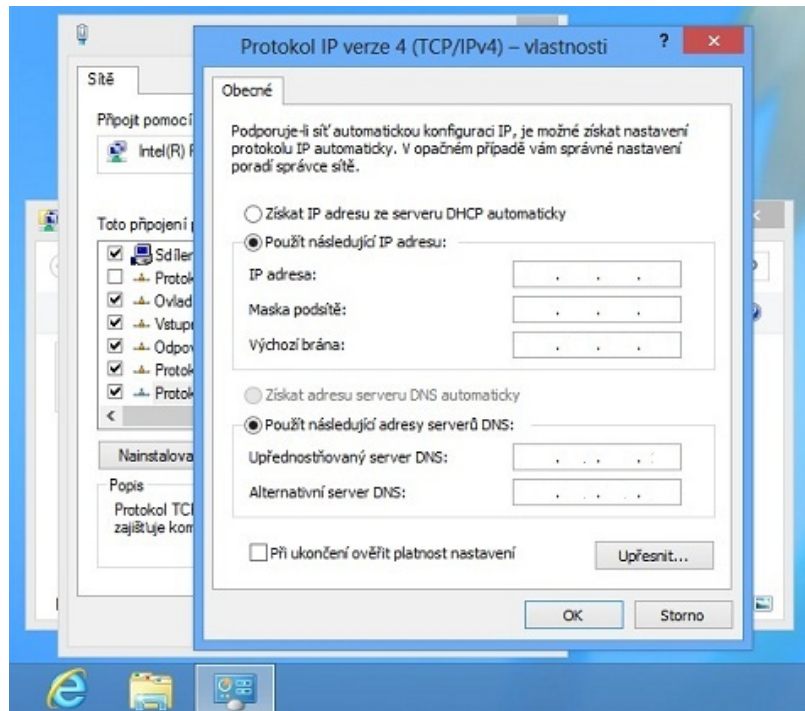 Protokol IP verze 4 (TCP/IPv4) – vlastnosti
?
Sítě
Připojit pomocí
Intel(R)
Toto připojení
Nainstalova
Popis
Protokol TC
zajišťuje kom
Obecné
Podporuje-li síť automatickou konfiguraci IP, je možné získat nastavení
protokolu IP automaticky. V opačném případě vám správné nastavení
poradí správce sítě.
Získat IP adresu ze serveru DHCP automaticky
Použít následující IP adresu:
IP adresa:
Maska podsítě:
Výchozí brána:
Získat adresu serveru DNS automaticky
Použít následující adresy serverů DNS:
Upřednostňovaný server DNS:
Alternativní server DNS:
Při ukončení ověřit platnost nastavení
Upřesnit...
OK
Storno